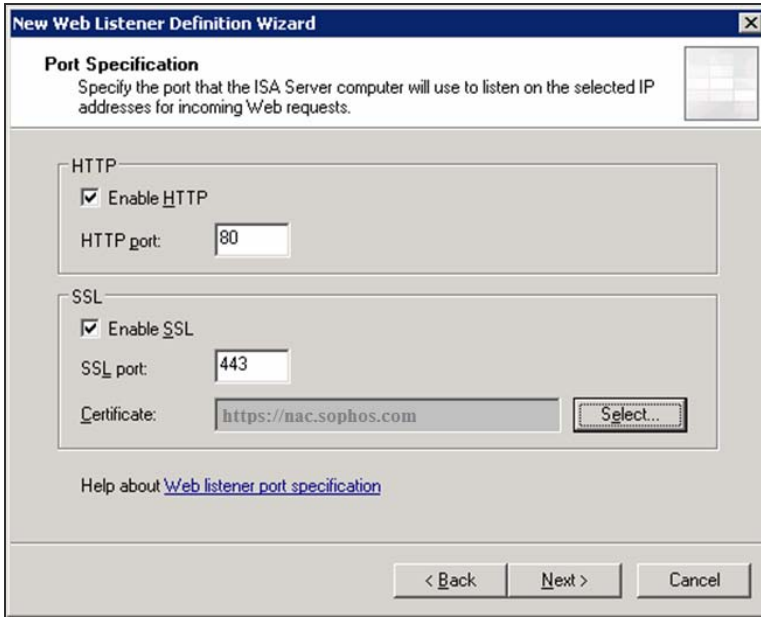 New Web Listener Definition Wizard
Port Specification
Specify the port that the ISA Server computer will use to listen on the selected IP
addresses for incoming Web requests.
HTTP
Enable HTTP
HTTP port: 80
SSL
Enable SSL
SSL port: 443
Certificate: https://nac.sophos.com Select...
Help about Web listener port specification
< Back Next > Cancel